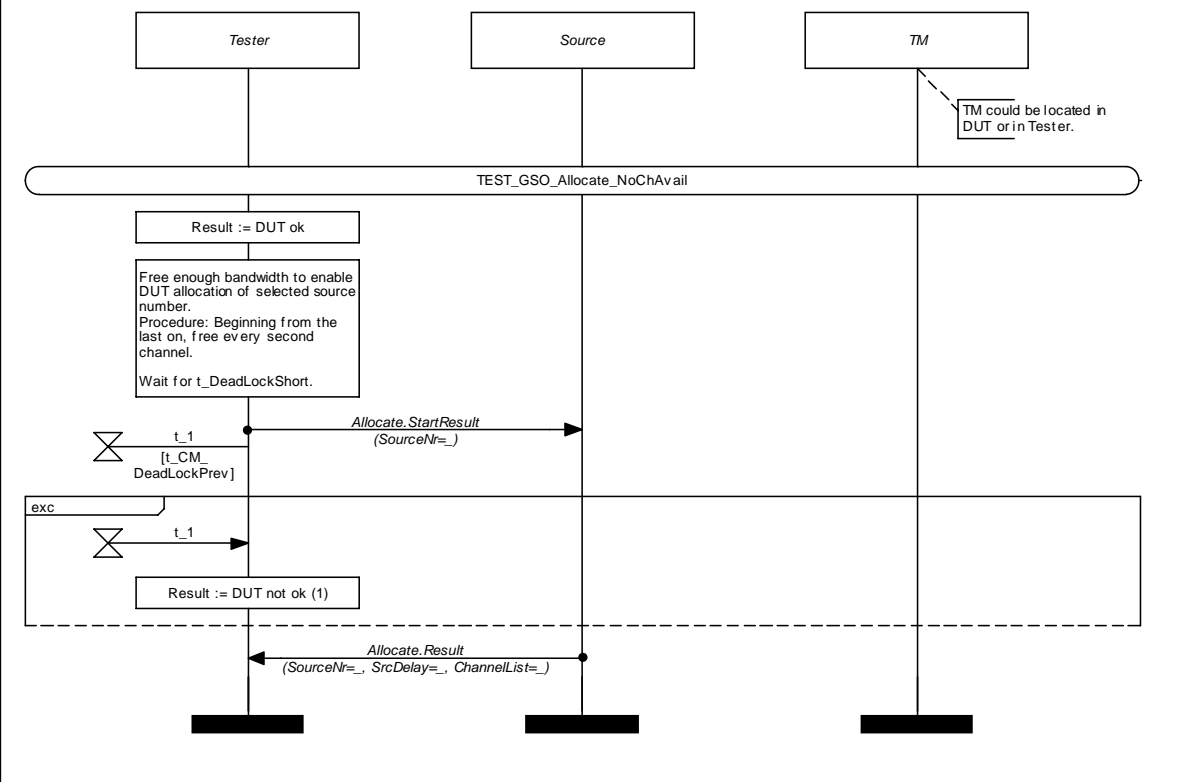 Tester
Source
TM
TM could be located in
DUT or in Tester.
TEST_GSO_Allocate_NoChAvail
Result := DUT ok
Free enough bandwidth to enable
DUT allocation of selected source
number.
Procedure: Beginning from the
last on, free every second
channel.
Wait for t_DeadLockShort.
Allocate.StartResult
(SourceNr=_)
t_1
[t_CM_
DeadLockPrev]
exc
t_1
Result := DUT not ok (1)
Allocate.Result
(SourceNr=_, SrcDelay=_, ChannelList=_)